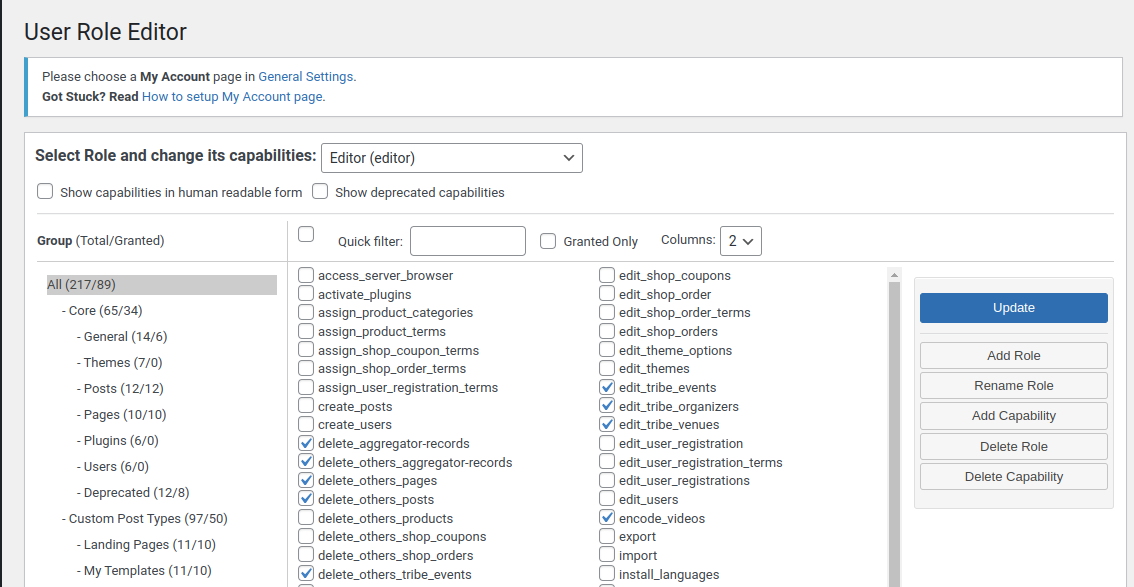 User Role Editor
Please choose a My Account page in General Settings.
Got Stuck? Read How to setup My Account page.
Select Role and change its capabilities: Editor (editor)
Show capabilities in human readable form Show deprecated capabilities
Group (Total/Granted)
Quick filter: Granted Only Columns: 2
All (217/89)
- Core (65/34)
- General (14/6)
- Themes (7/0)
- Posts (12/12)
- Pages (10/10)
- Plugins (6/0)
- Users (6/0)
- Deprecated (12/8)
- Custom Post Types (97/50)
- Landing Pages (11/10)
- My Templates (11/10)
access_server_browser
activate_plugins
assign_product_categories
assign_product_terms
assign_shop_coupon_terms
assign_shop_order_terms
assign_user_registration_terms
create_posts
create_users
delete_aggregator-records
delete_others_aggregator-records
delete_others_pages
delete_others_posts
delete_others_products
delete_others_shop_coupons
delete_others_shop_orders
delete_others_tribe_events
edit_shop_coupons
edit_shop_order
edit_shop_order_terms
edit_shop_orders
edit_theme_options
edit_themes
edit_tribe_events
edit_tribe_organizers
edit_tribe_venues
edit_user_registration
edit_user_registration_terms
edit_user_registrations
edit_users
encode_videos
export
import
install_languages
Update
Add Role
Rename Role
Add Capability
Delete Role
Delete Capability